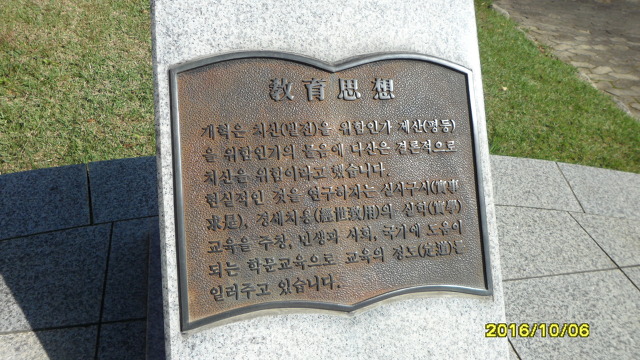 敎育思想
개혁은 치신(발전)을 위함인가 제산(평등)
을 위함인가의 물음에 다산은 결론적으로
치산을 위함이라고 했습니다.
현실적인 것을 연구하자는 실사구시(實事
求是), 경세치용(經世致用)의 실학(實學)
교육을 주창, 민생과 사회, 국가에 도움이
되는 학문교육으로 교육의 정도(定道)를
일러주고 있습니다.
2016/10/06